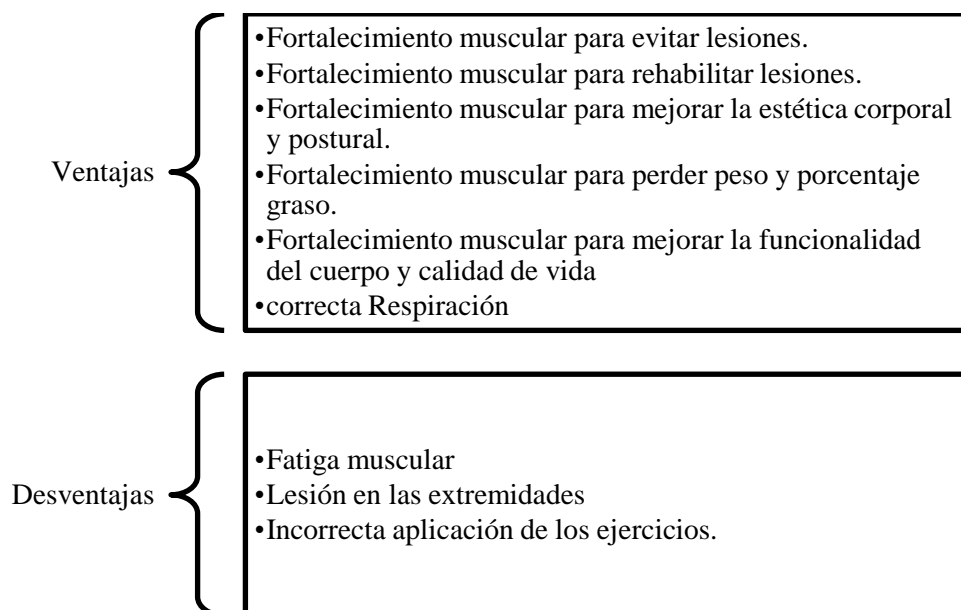 Ventajas
•Fortalecimiento muscular para evitar lesiones.
•Fortalecimiento muscular para rehabilitar lesiones.
•Fortalecimiento muscular para mejorar la estética corporal
y postural.
•Fortalecimiento muscular para perder peso y porcentaje
graso.
•Fortalecimiento muscular para mejorar la funcionalidad
del cuerpo y calidad de vida
•correcta Respiración
Desventajas
•Fatiga muscular
•Lesión en las extremidades
•Incorrecta aplicación de los ejercicios.